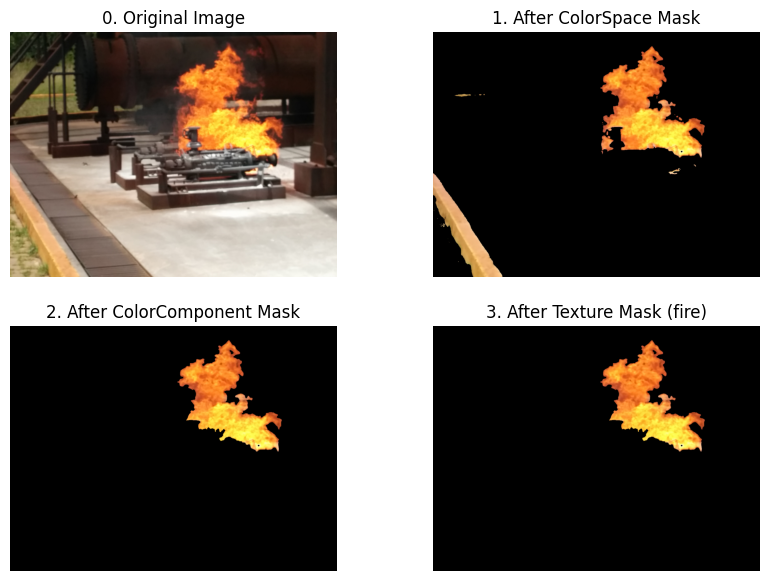 0. Original Image
1. After ColorSpace Mask
2. After ColorComponent Mask
3. After Texture Mask (fire)